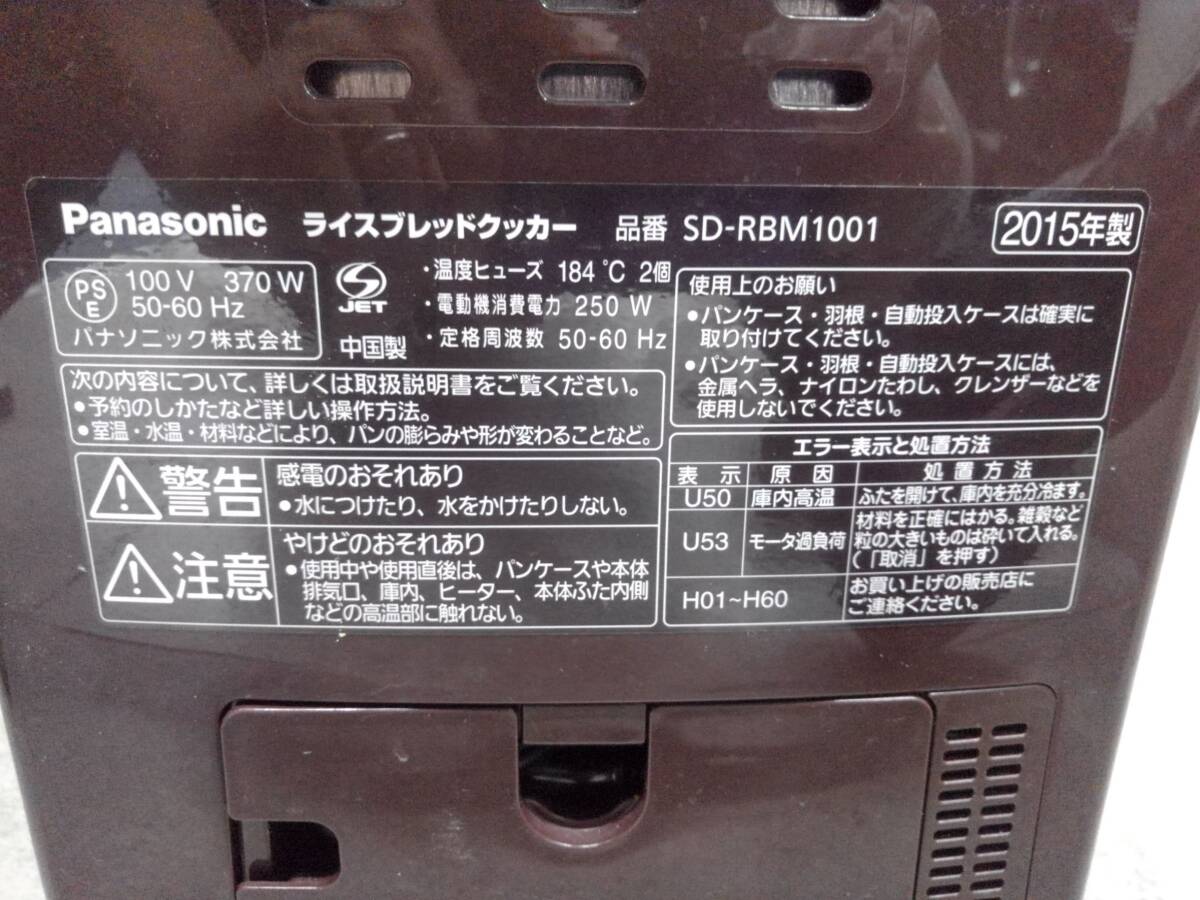 Panasonic ライスブレッドクッカー 品番 SD-RBM1001 2015年製
PS
E
100 V 370 W
50-60 Hz
パナソニック株式会社
S
JET
中国製
・温度ヒューズ 184 ℃ 2個
・電動機消費電力 250 W
・定格周波数 50-60 Hz
次の内容について、詳しくは取扱説明書をご覧ください。
●予約のしかたなど詳しい操作方法。
●室温・水温・材料などにより、パンの膨らみや形が変わることなど。
警告
感電のおそれあり
●水につけたり、水をかけたりしない。
注意
やけどのおそれあり
●使用中や使用直後は、パンケースや本体
排気口、庫内、ヒーター、本体ふた内側
などの高温部に触れない。
使用上のお願い
●パンケース・羽根・自動投入ケースは確実に
取り付けてください。
●パンケース・羽根・自動投入ケースには、
金属ヘラ、ナイロンたわし、クレンザーなどを
使用しないでください。
エラー表示と処置方法
表示 原因 処置方法
U50 庫内高温 ふたを開けて、庫内を充分冷ます。
U53 モータ過負荷 材料を正確にはかる。雑穀など
粒の大きいものは砕いて入れる。
(「取消」を押す)
H01~H60 お買い上げの販売店に
ご連絡ください。